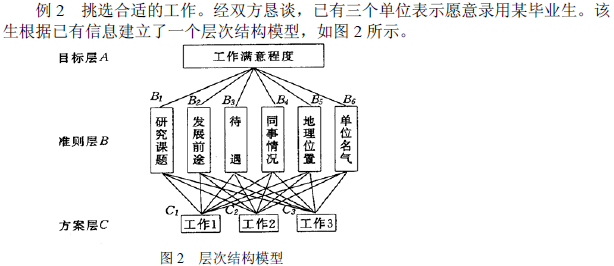 例 2 挑选合适的工作。经双方恳谈，已有三个单位表示愿意录用某毕业生。该
生根据已有信息建立了一个层次结构模型，如图 2 所示。
目标层A
工作满意程度
B1 B2 B3 B4 B5 B6
准则层B
研究课题
发展前途
待遇
同事情况
地理位置
单位名气
C1 C2 C3
方案层C
工作1 工作2 工作3
图 2 层次结构模型